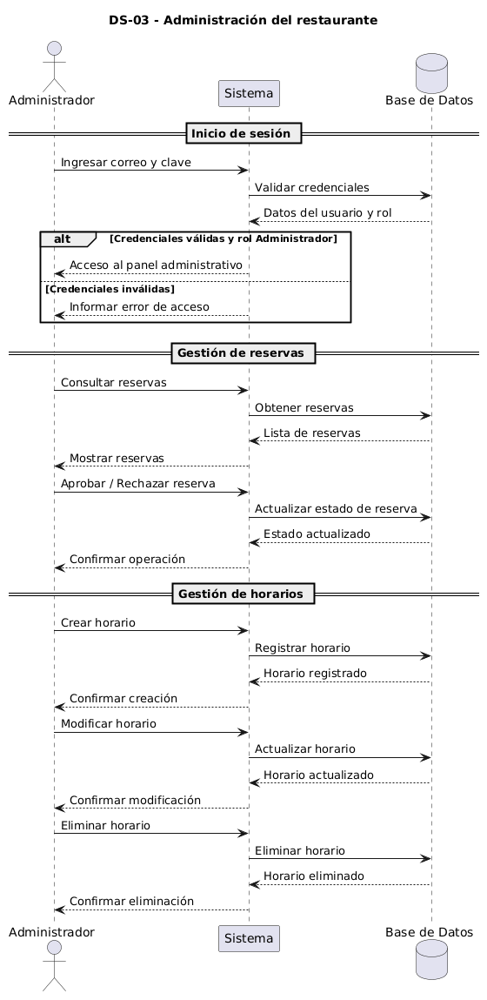 DS-03 - Administración del restaurante
Administrador
Sistema
Base de Datos
Inicio de sesión
Ingresar correo y clave
Validar credenciales
Datos del usuario y rol
alt
[Credenciales válidas y rol Administrador]
Acceso al panel administrativo
[Credenciales inválidas]
Informar error de acceso
Gestión de reservas
Consultar reservas
Obtener reservas
Lista de reservas
Mostrar reservas
Aprobar / Rechazar reserva
Actualizar estado de reserva
Estado actualizado
Confirmar operación
Gestión de horarios
Crear horario
Registrar horario
Horario registrado
Confirmar creación
Modificar horario
Actualizar horario
Horario actualizado
Confirmar modificación
Eliminar horario
Eliminar horario
Horario eliminado
Confirmar eliminación
Administrador
Sistema
Base de Datos